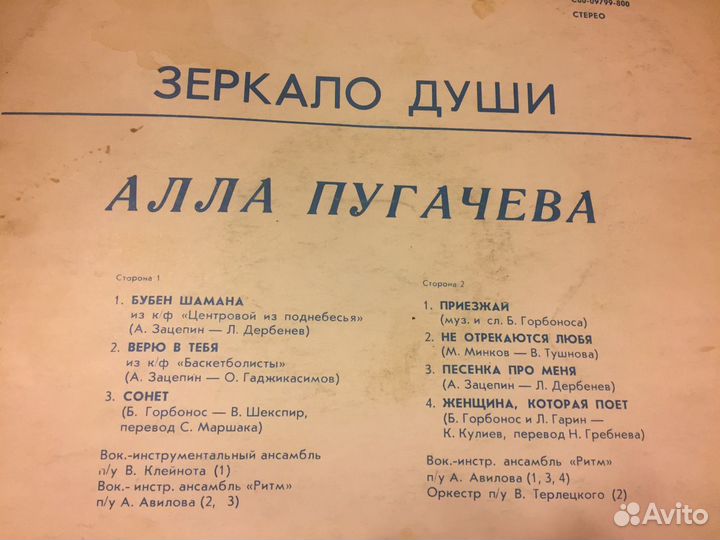 С60-09799-800
СТЕРЕО
ЗЕРКАЛО ДУШИ
АЛЛА ПУГАЧЕВА
Сторона 1
1. БУБЕН ШАМАНА
из к/ф «Центровой из поднебесья»
(А. Зацепин — Л. Дербенев)
2. ВЕРЮ В ТЕБЯ
из к/ф «Баскетболисты»
(А. Зацепин — О. Гаджикасимов)
3. СОНЕТ
(Б. Горбонос — В. Шекспир,
перевод С. Маршака)
Вок.-инструментальный ансамбль
п/у В. Клейнота (1)
Вок.- инстр. ансамбль «Ритм»
п/у А. Авилова (2, 3)
Сторона 2
1. ПРИЕЗЖАЙ
(муз. и сл. Б. Горбоноса)
2. НЕ ОТРЕКАЮТСЯ ЛЮБЯ
(М. Минков — В. Тушнова)
3. ПЕСЕНКА ПРО МЕНЯ
(А. Зацепин — Л. Дербенев)
4. ЖЕНЩИНА, КОТОРАЯ ПОЕТ
(Б. Горбонос и Л. Гарин —
К. Кулиев, перевод Н. Гребнева)
Вок.-инстр. ансамбль «Ритм»
п/у А. Авилова (1, 3, 4)
Оркестр п/у В. Терлецкого (2)
Avito